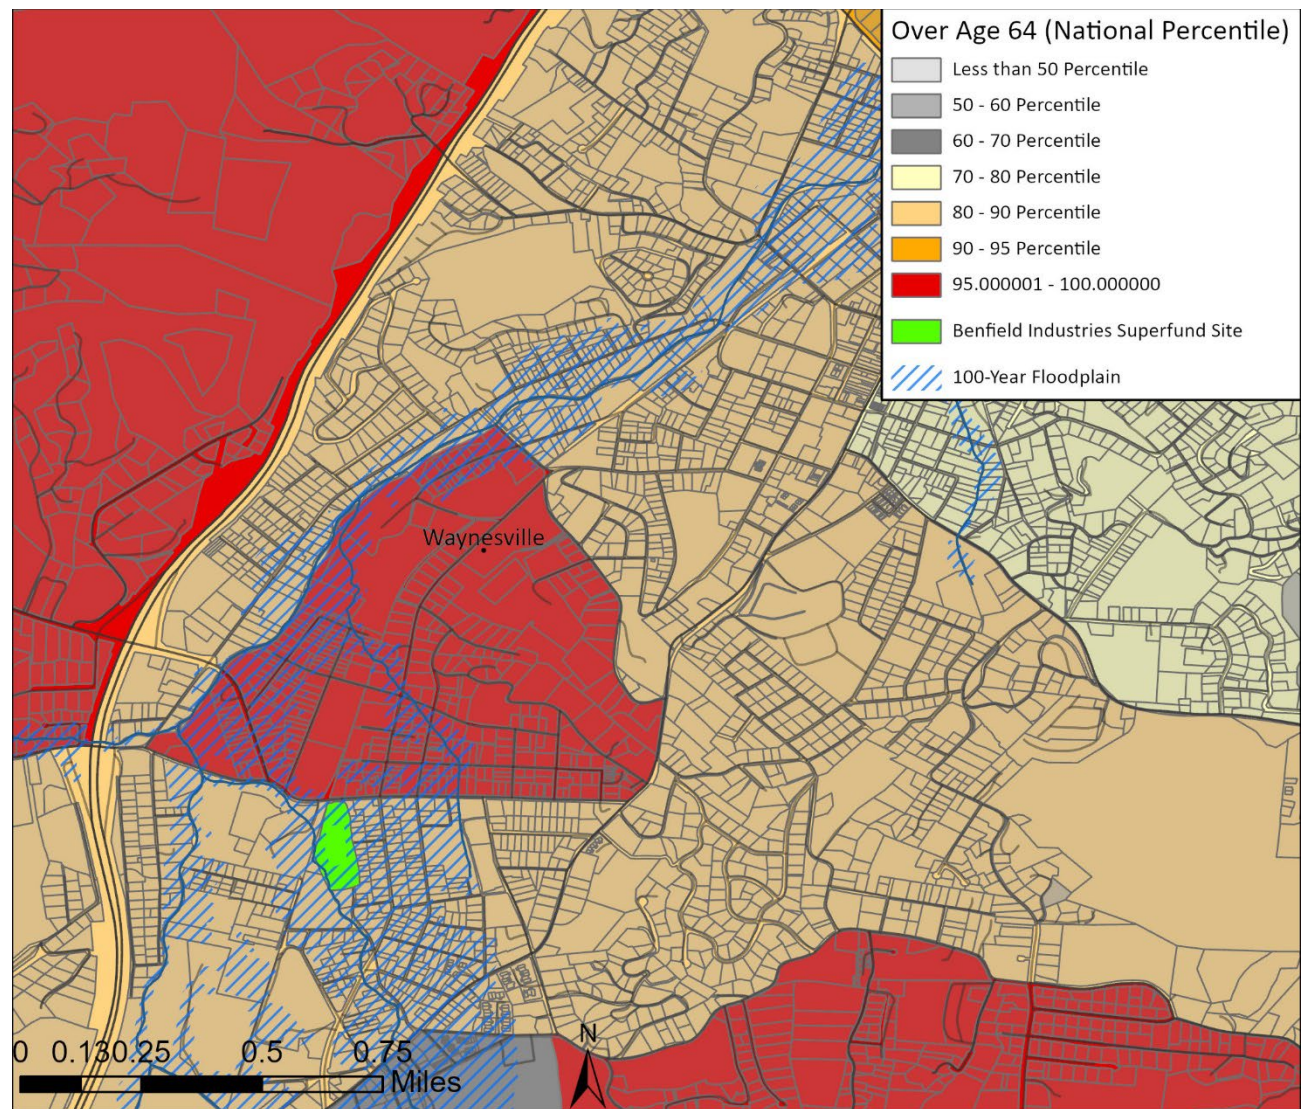 Over Age 64 (National Percentile)
Less than 50 Percentile
50 - 60 Percentile
60 - 70 Percentile
70 - 80 Percentile
80 - 90 Percentile
90 - 95 Percentile
95.000001 - 100.000000
Benfield Industries Superfund Site
100-Year Floodplain
Waynesville
N
0 0.130.25 0.5 0.75
Miles